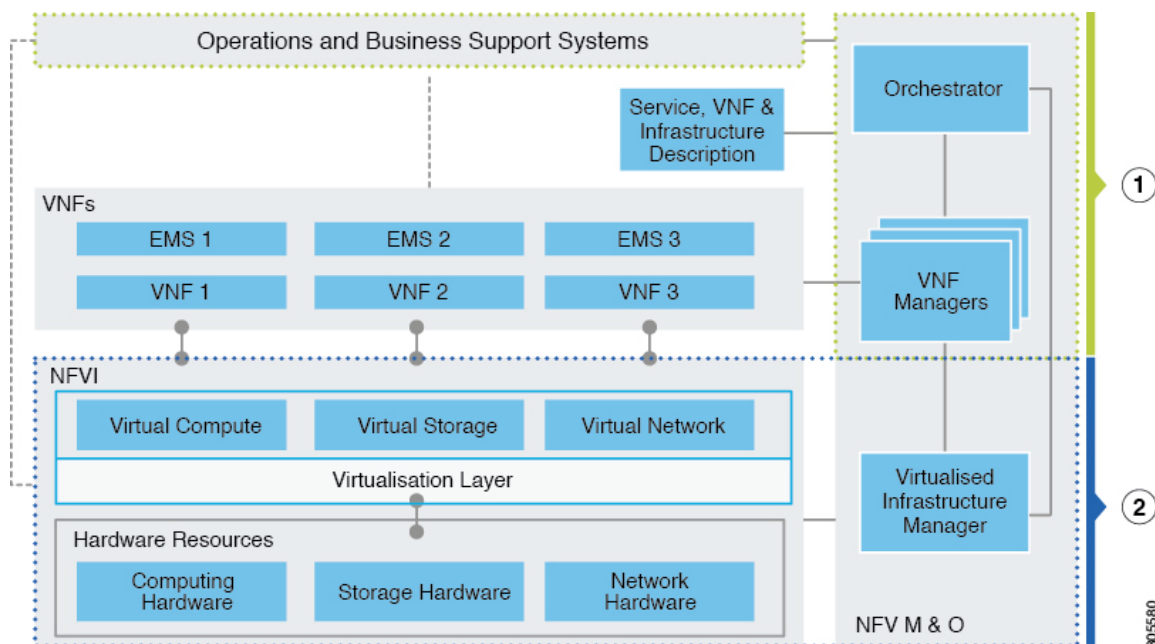 Operations and Business Support Systems
Orchestrator
Service, VNF &
Infrastructure
Description
1
VNFs
EMS 1
EMS 2
EMS 3
VNF 1
VNF 2
VNF 3
VNF
Managers
NFVI
Virtual Compute
Virtual Storage
Virtual Network
Virtualisation Layer
Virtualised
Infrastructure
Manager
2
Hardware Resources
Computing
Hardware
Storage Hardware
Network
Hardware
NFV M & O